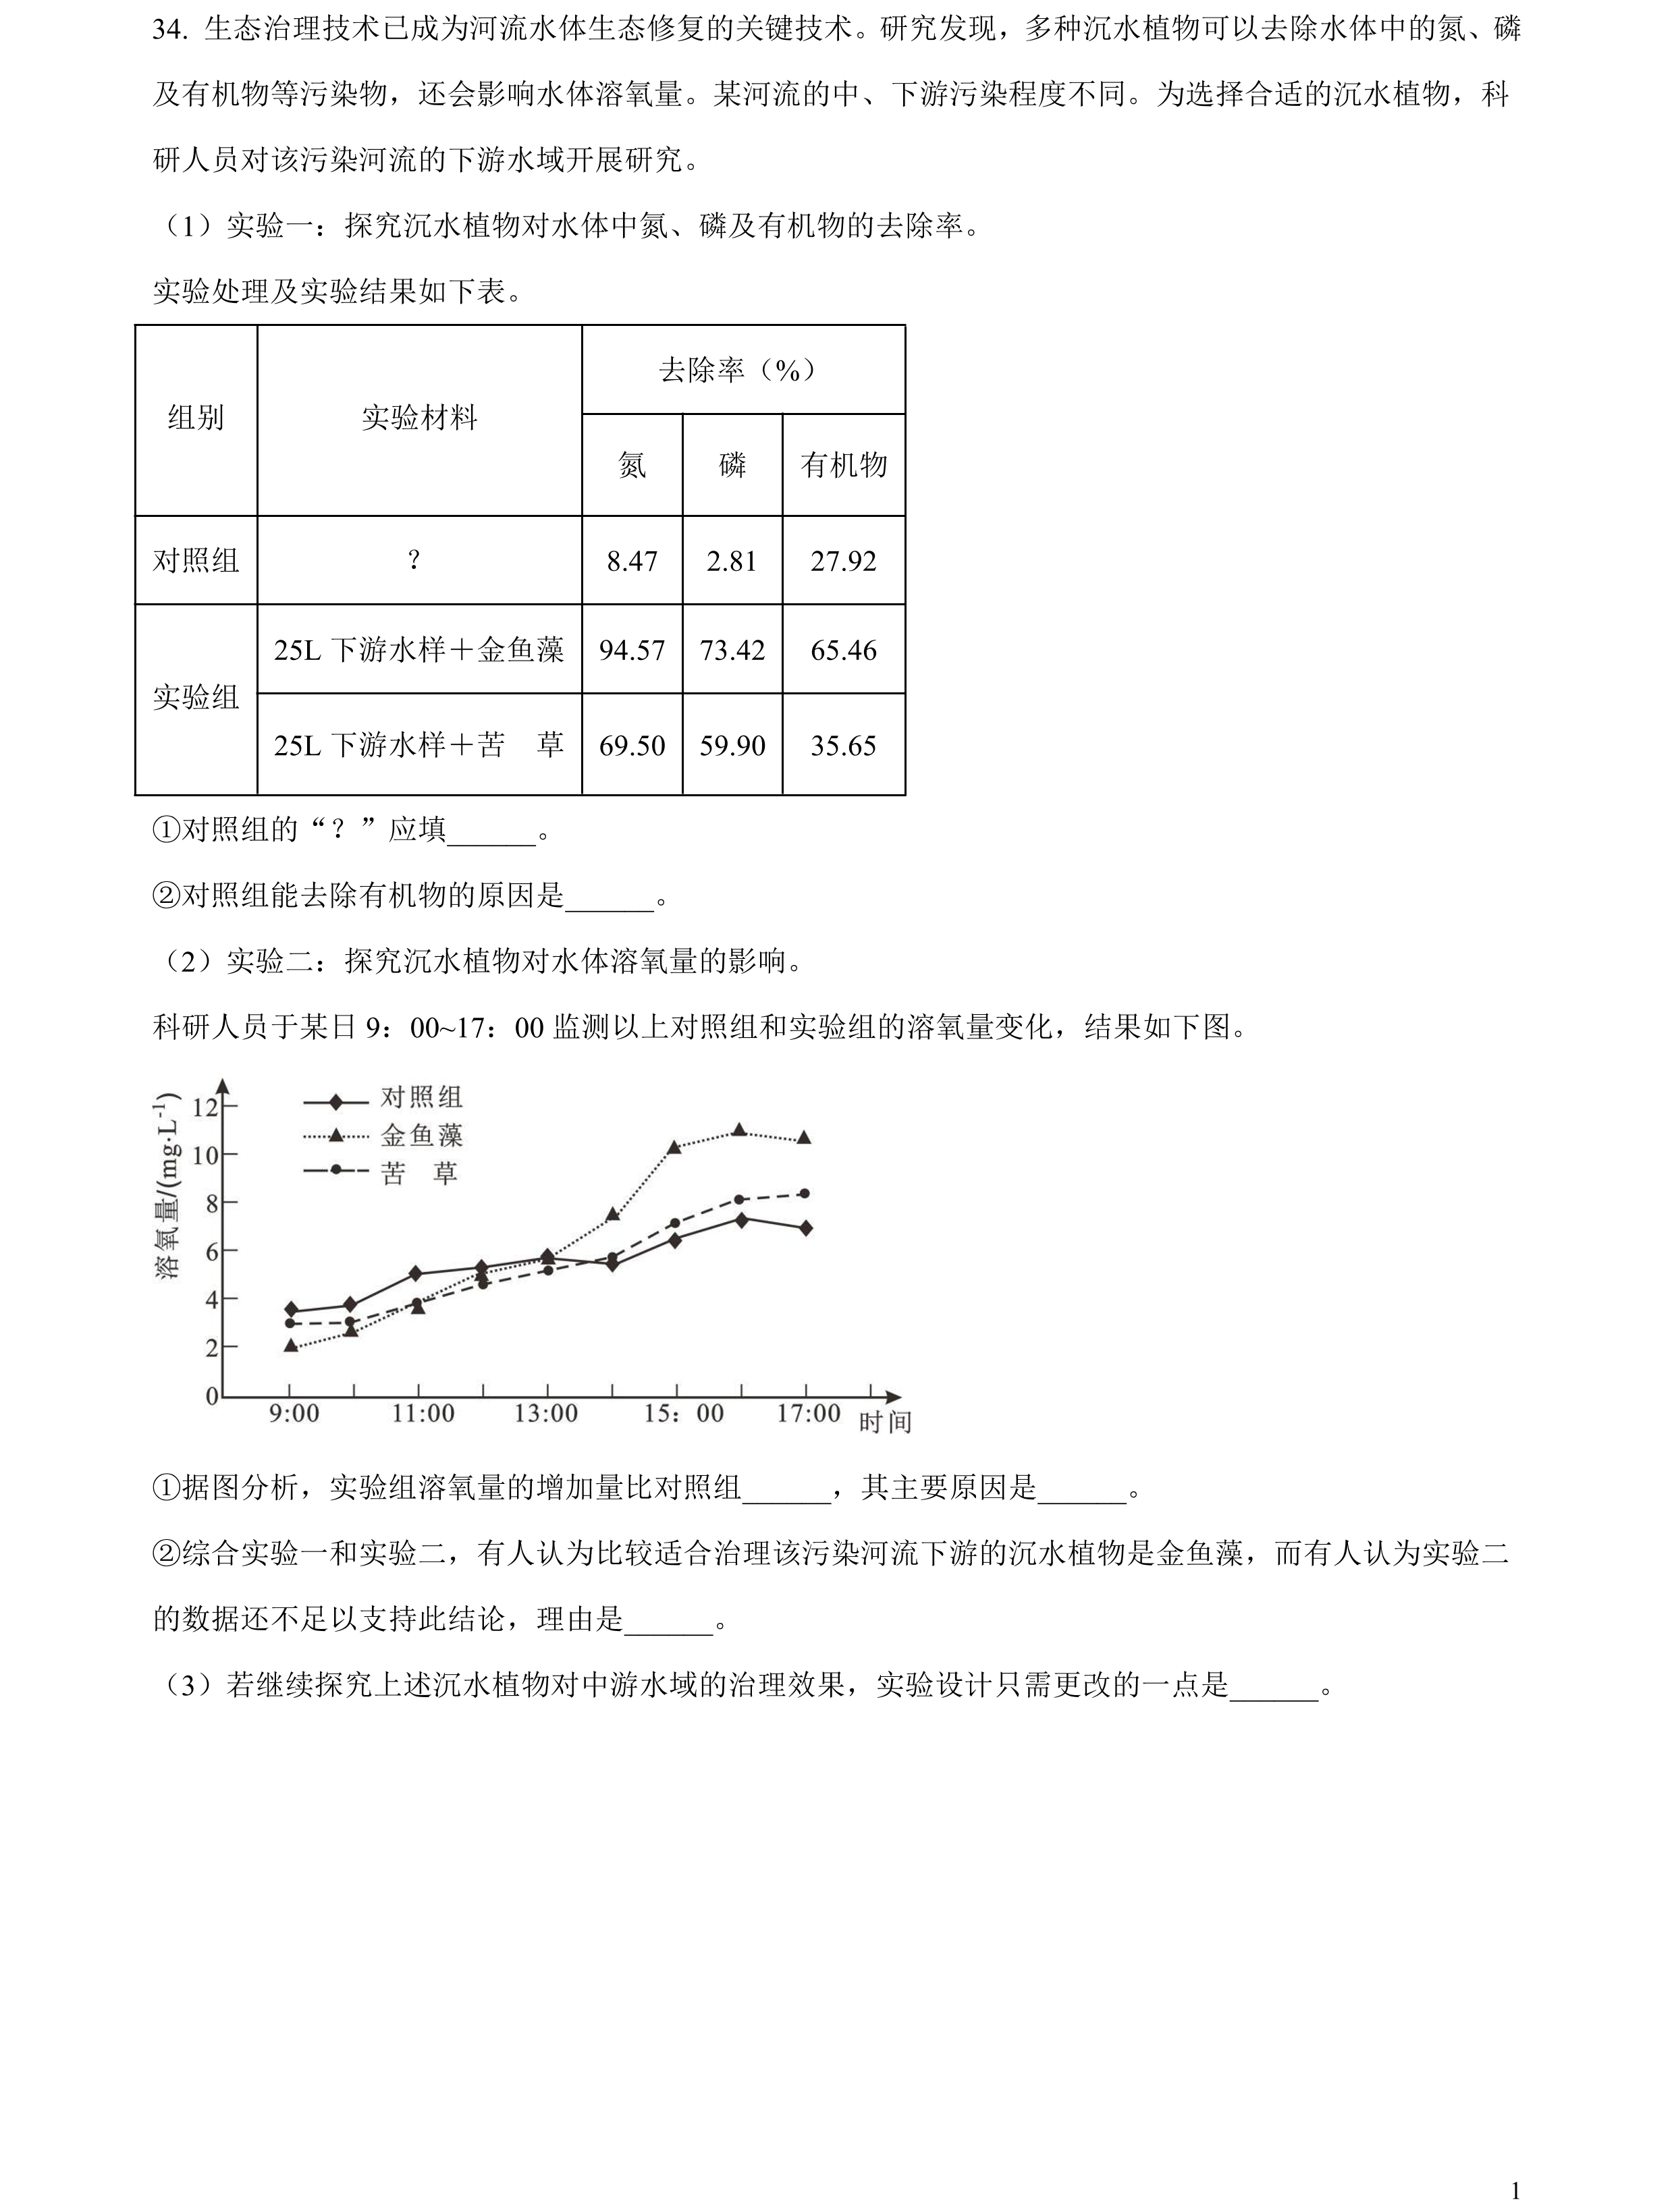 34. 生态治理技术已成为河流水体生态修复的关键技术。研究发现，多种沉水植物可以去除水体中的氮、磷
及有机物等污染物，还会影响水体溶氧量。某河流的中、下游污染程度不同。为选择合适的沉水植物，科
研人员对该污染河流的下游水域开展研究。
（1）实验一：探究沉水植物对水体中氮、磷及有机物的去除率。
实验处理及实验结果如下表。
组别 实验材料 去除率（%）
氮 磷 有机物
对照组 ？ 8.47 2.81 27.92
实验组
25L 下游水样＋金鱼藻 94.57 73.42 65.46
25L 下游水样＋苦 草 69.50 59.90 35.65
①对照组的“？”应填______。
②对照组能去除有机物的原因是______。
（2）实验二：探究沉水植物对水体溶氧量的影响。
科研人员于某日 9：00~17：00 监测以上对照组和实验组的溶氧量变化，结果如下图。
溶氧量/(mg·L⁻¹)
12
10
8
6
4
2
0
对照组
金鱼藻
苦 草
9:00 11:00 13:00 15：00 17:00 时间
①据图分析，实验组溶氧量的增加量比对照组______，其主要原因是______。
②综合实验一和实验二，有人认为比较适合治理该污染河流下游的沉水植物是金鱼藻，而有人认为实验二
的数据还不足以支持此结论，理由是______。
（3）若继续探究上述沉水植物对中游水域的治理效果，实验设计只需更改的一点是______。
1